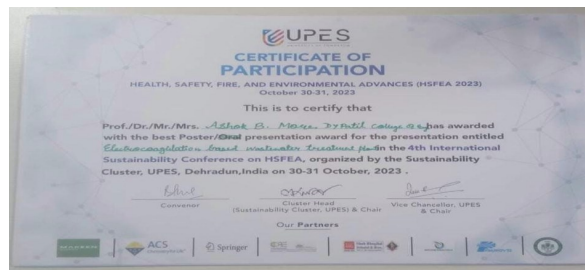 UPES
CERTIFICATE OF
PARTICIPATION
HEALTH, SAFETY, FIRE, AND ENVIRONMENTAL ADVANCES (HSFEA 2023)
October 30-31, 2023
This is to certify that
Prof./Dr./Mr./Mrs. Ashok B. More, DY Patil has awarded
with the best Poster/Oral presentation award for the presentation entitled
Electrocoagulation based wastewater treatment in the 4th International
Sustainability Conference on HSFEA, organized by the Sustainability
Cluster, UPES, Dehradun,India on 30-31 October, 2023 .
Convenor
Cluster Head
(Sustainability Cluster, UPES) & Chair
Vice Chancellor, UPES
& Chair
Our Partners
ACS
Springer